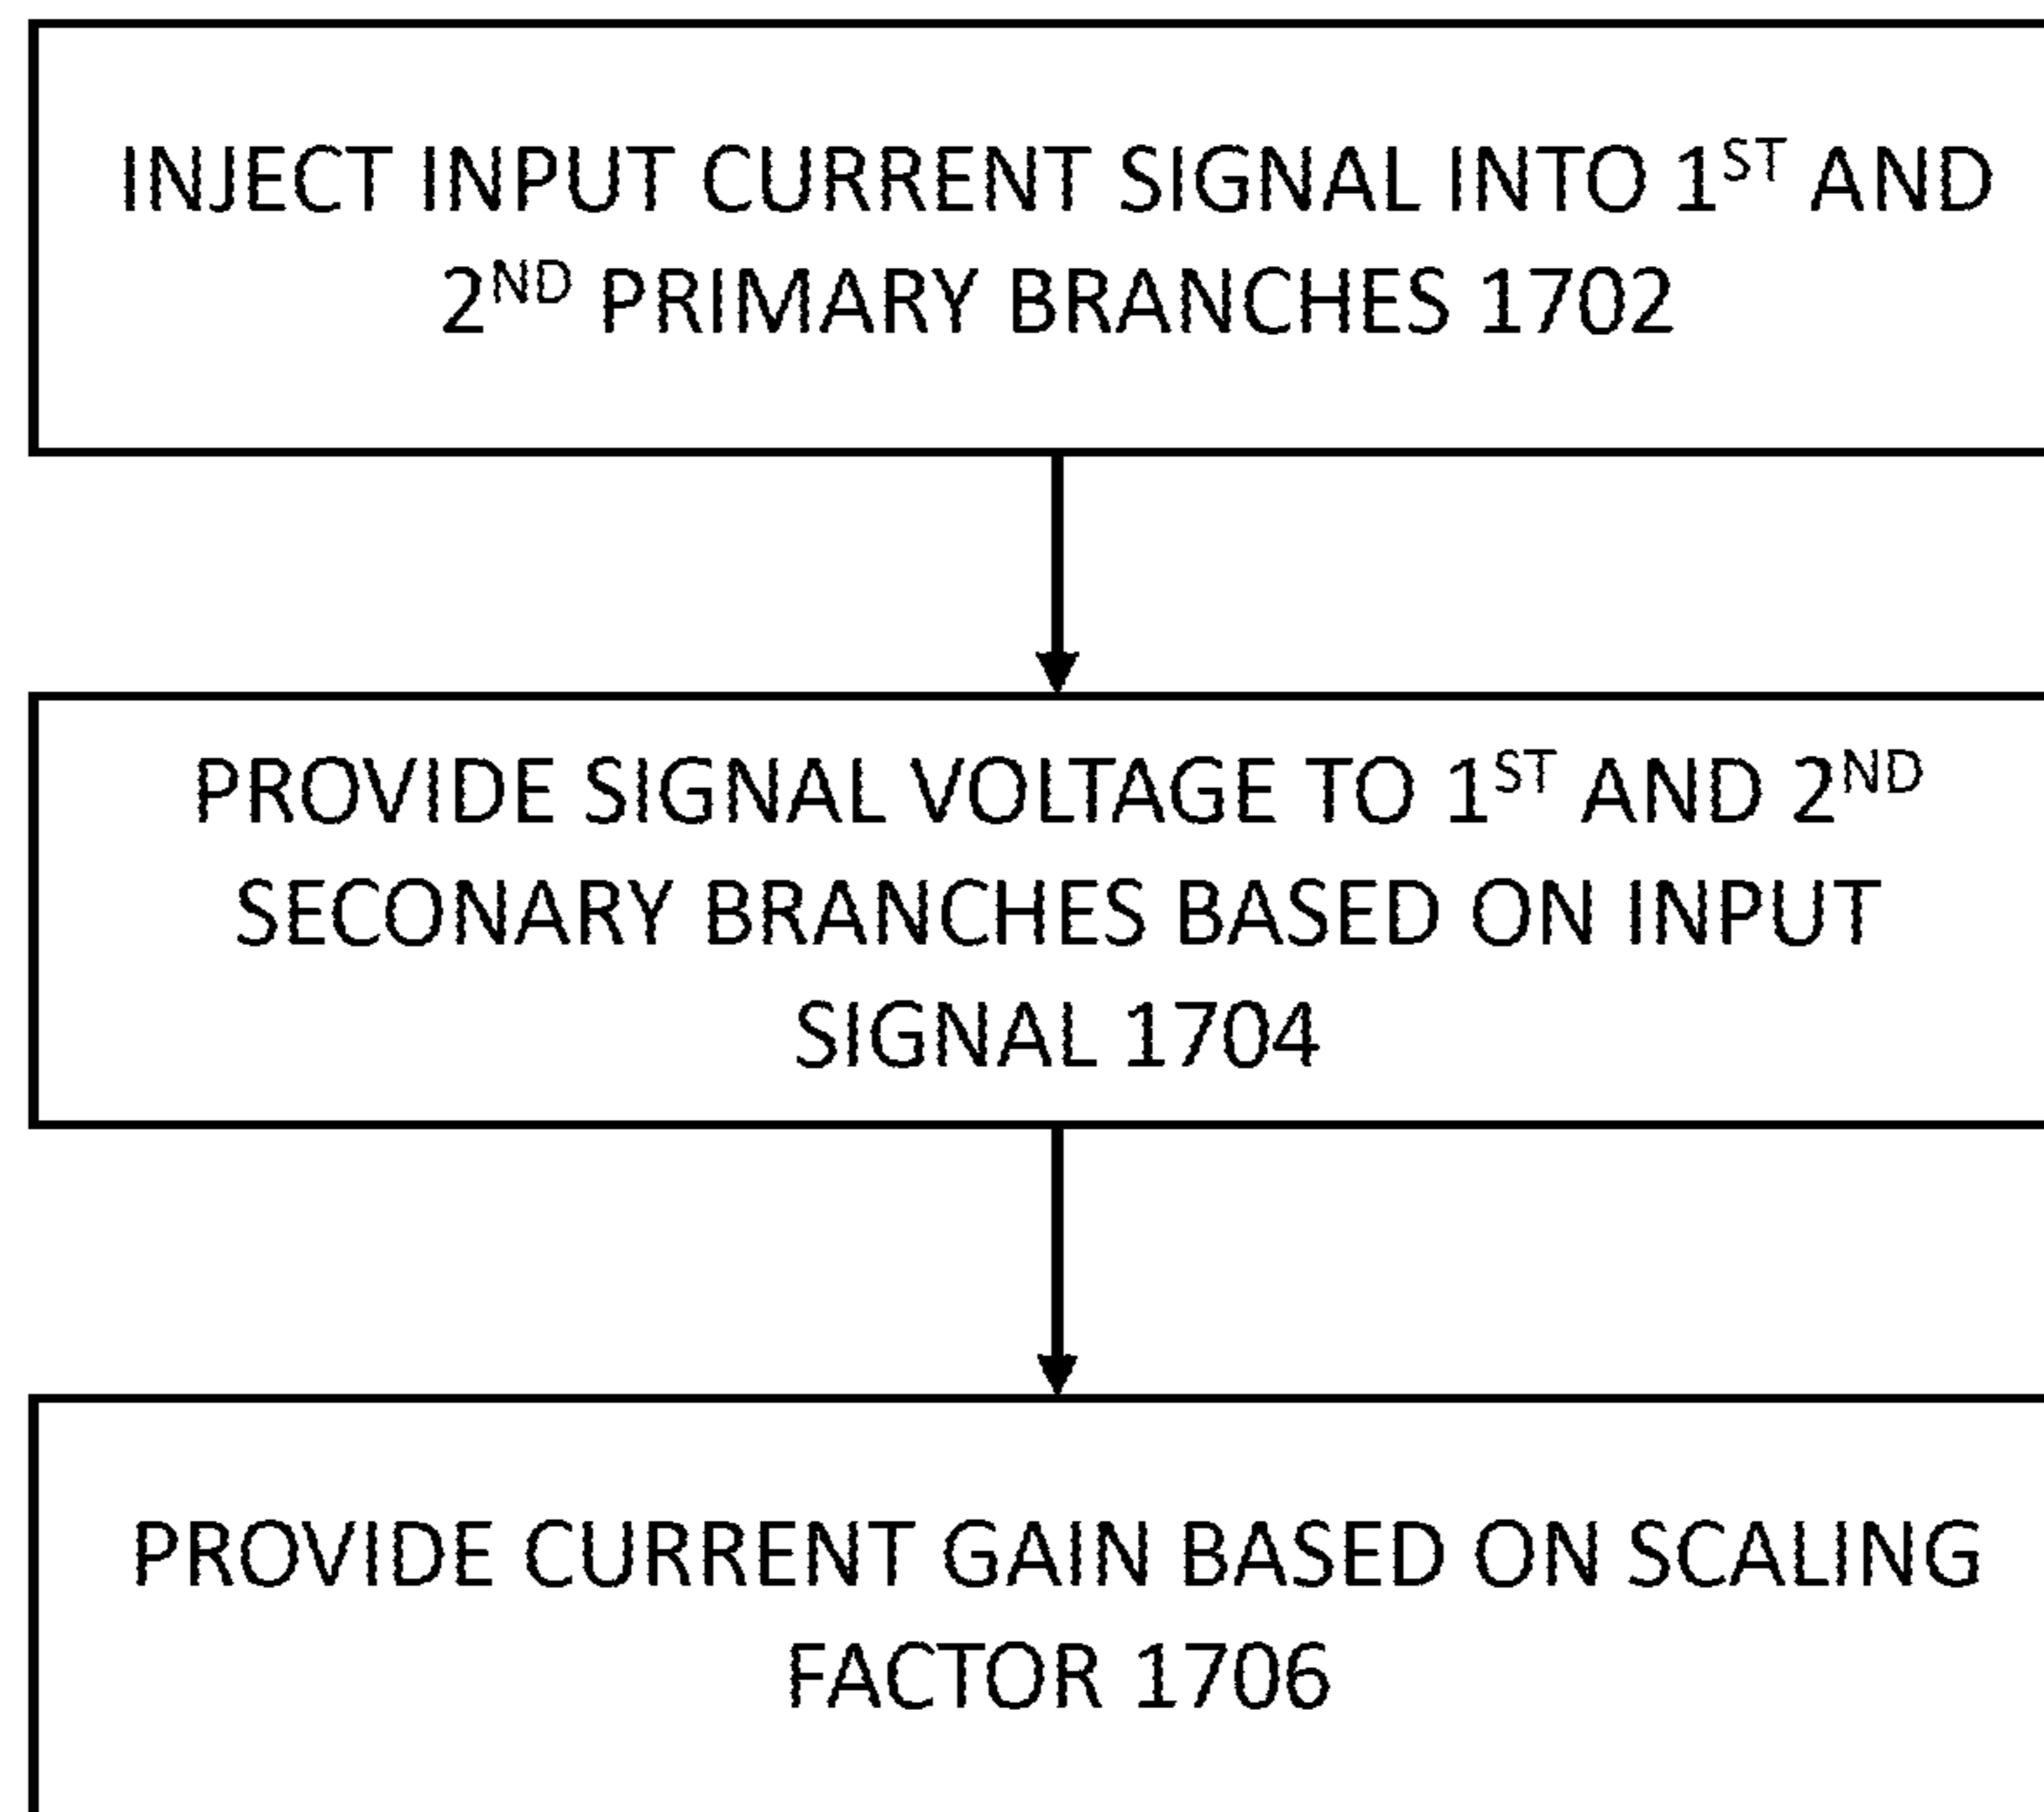 INJECT INPUT CURRENT SIGNAL INTO 1ST AND
2ND PRIMARY BRANCHES 1702
PROVIDE SIGNAL VOLTAGE TO 1ST AND 2ND
SECONARY BRANCHES BASED ON INPUT
SIGNAL 1704
PROVIDE CURRENT GAIN BASED ON SCALING
FACTOR 1706